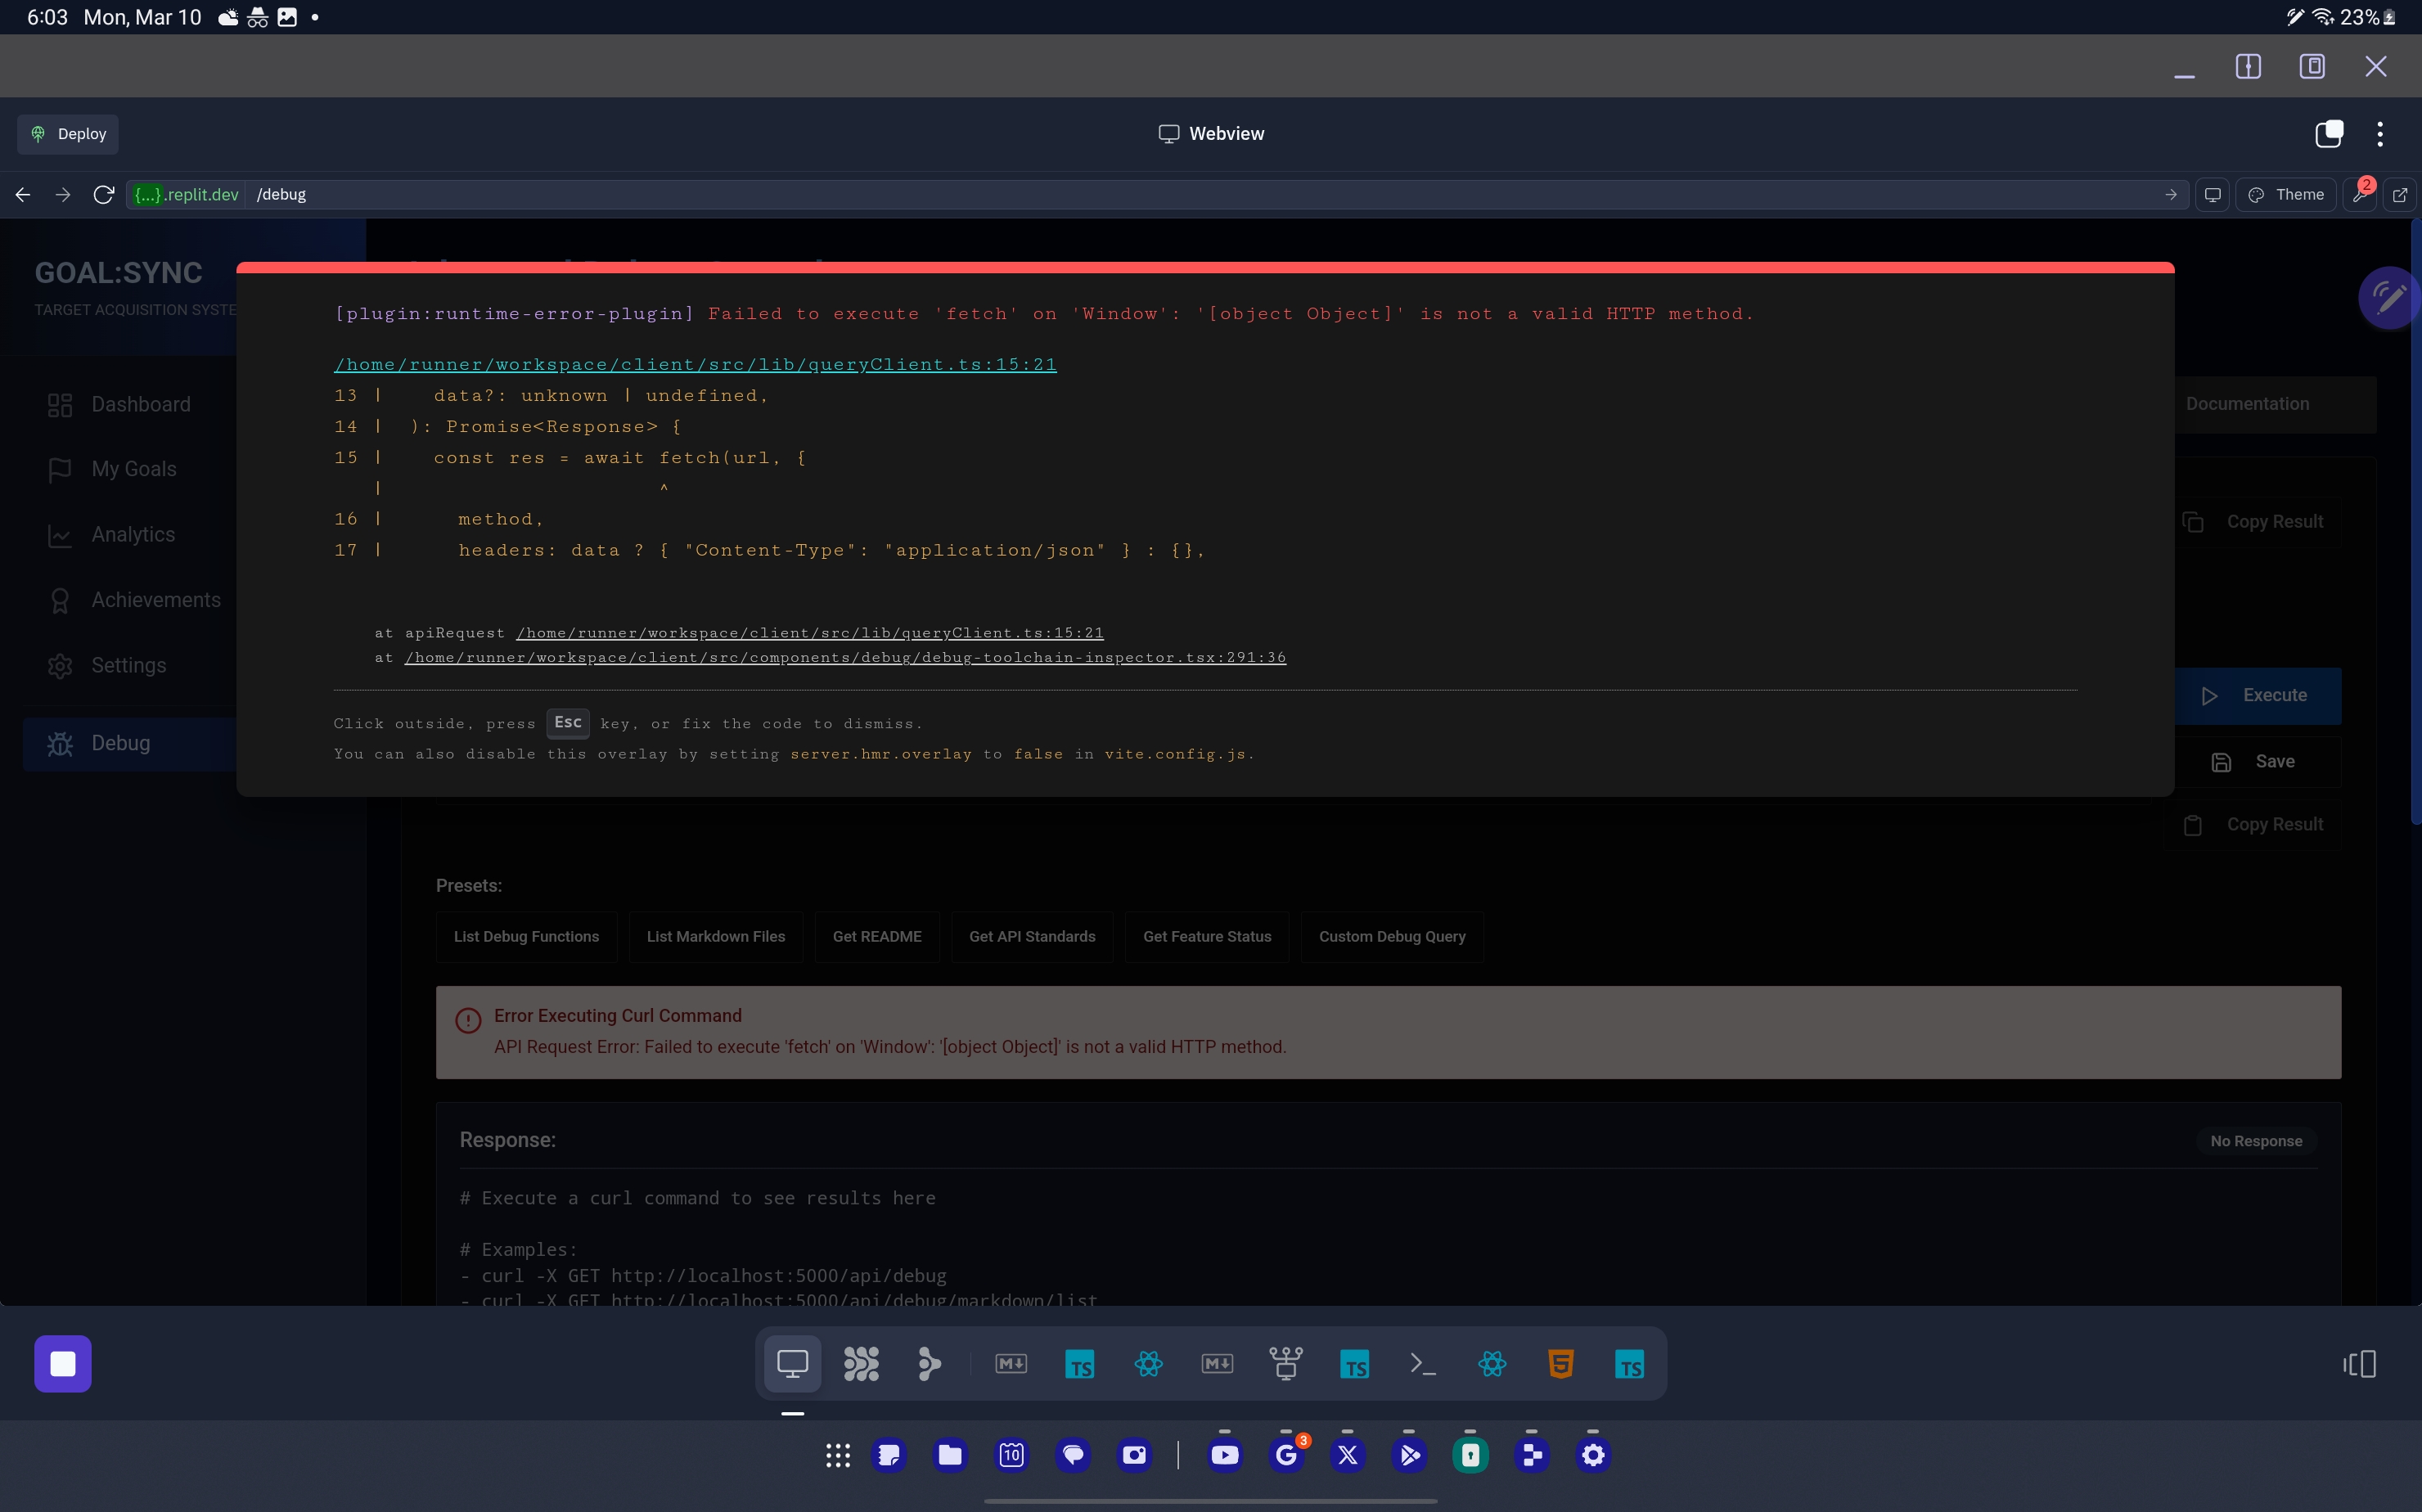 6:03 Mon, Mar 10
23%
Deploy
Webview
{...}.replit.dev /debug
Theme
2
GOAL:SYNC
TARGET ACQUISITION SYSTE
Dashboard
My Goals
Analytics
Achievements
Settings
Debug
[plugin:runtime-error-plugin] Failed to execute 'fetch' on 'Window': '[object Object]' is not a valid HTTP method.
/home/runner/workspace/client/src/lib/queryClient.ts:15:21
13 | data?: unknown | undefined,
14 | ): Promise<Response> {
15 | const res = await fetch(url, {
| ^
16 | method,
17 | headers: data ? { "Content-Type": "application/json" } : {},
at apiRequest /home/runner/workspace/client/src/lib/queryClient.ts:15:21
at /home/runner/workspace/client/src/components/debug/debug-toolchain-inspector.tsx:291:36
Click outside, press Esc key, or fix the code to dismiss.
You can also disable this overlay by setting server.hmr.overlay to false in vite.config.js.
Documentation
Copy Result
Execute
Save
Copy Result
Presets:
List Debug Functions
List Markdown Files
Get README
Get API Standards
Get Feature Status
Custom Debug Query
Error Executing Curl Command
API Request Error: Failed to execute 'fetch' on 'Window': '[object Object]' is not a valid HTTP method.
Response:
No Response
# Execute a curl command to see results here
# Examples:
- curl -X GET http://localhost:5000/api/debug
- curl -X GET http://localhost:5000/api/debug/markdown/list
M
TS
M
TS
5
TS
10
G
3
X